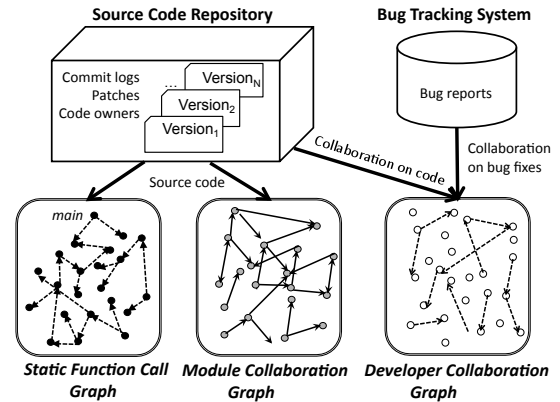 Source Code Repository
Bug Tracking System
Commit logs
Patches
Code owners
... VersionN
Version2
Version1
Bug reports
Collaboration on code
Collaboration
on bug fixes
Source code
main
Static Function Call
Graph
Module Collaboration
Graph
Developer Collaboration
Graph